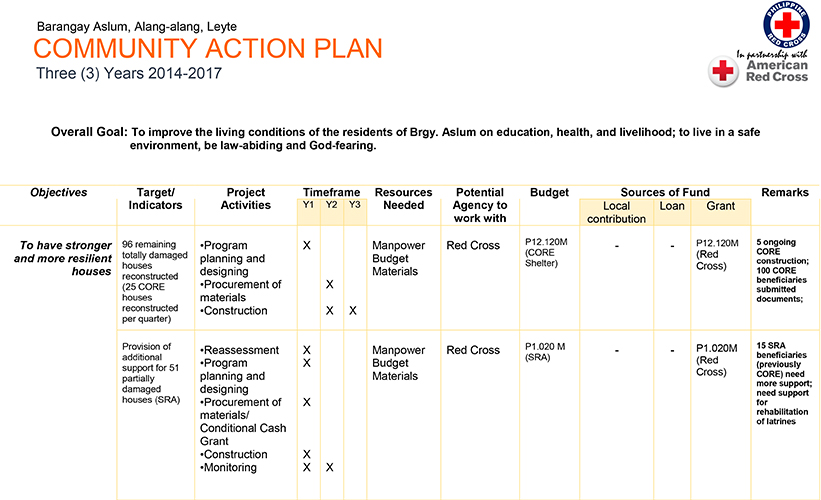 Barangay Aslum, Alang-alang, Leyte
COMMUNITY ACTION PLAN
Three (3) Years 2014-2017
PHILIPPINE
RED CROSS
In partnership with
American
Red Cross
Overall Goal: To improve the living conditions of the residents of Brgy. Aslum on education, health, and livelihood; to live in a safe
environment, be law-abiding and God-fearing.
Objectives
Target/
Indicators
Project
Activities
Timeframe
Y1 Y2 Y3
Resources
Needed
Potential
Agency to
work with
Budget
Sources of Fund
Local
contribution
Loan
Grant
Remarks
To have stronger
and more resilient
houses
96 remaining
totally damaged
houses
reconstructed
(25 CORE
houses
reconstructed
per quarter)
•Program
planning and
designing
•Procurement of
materials
•Construction
X
X
X X
Manpower
Budget
Materials
Red Cross
P12.120M
(CORE
Shelter)
-
-
P12.120M
(Red
Cross)
5 ongoing
CORE
construction;
100 CORE
beneficiaries
submitted
documents;
Provision of
additional
support for 51
partially
damaged
houses (SRA)
•Reassessment
•Program
planning and
designing
•Procurement of
materials/
Conditional Cash
Grant
•Construction
•Monitoring
X
X
X
X
X X
Manpower
Budget
Materials
Red Cross
P1.020 M
(SRA)
-
-
P1.020M
(Red
Cross)
15 SRA
beneficiaries
(previously
CORE) need
more support;
need support
for
rehabilitation
of latrines